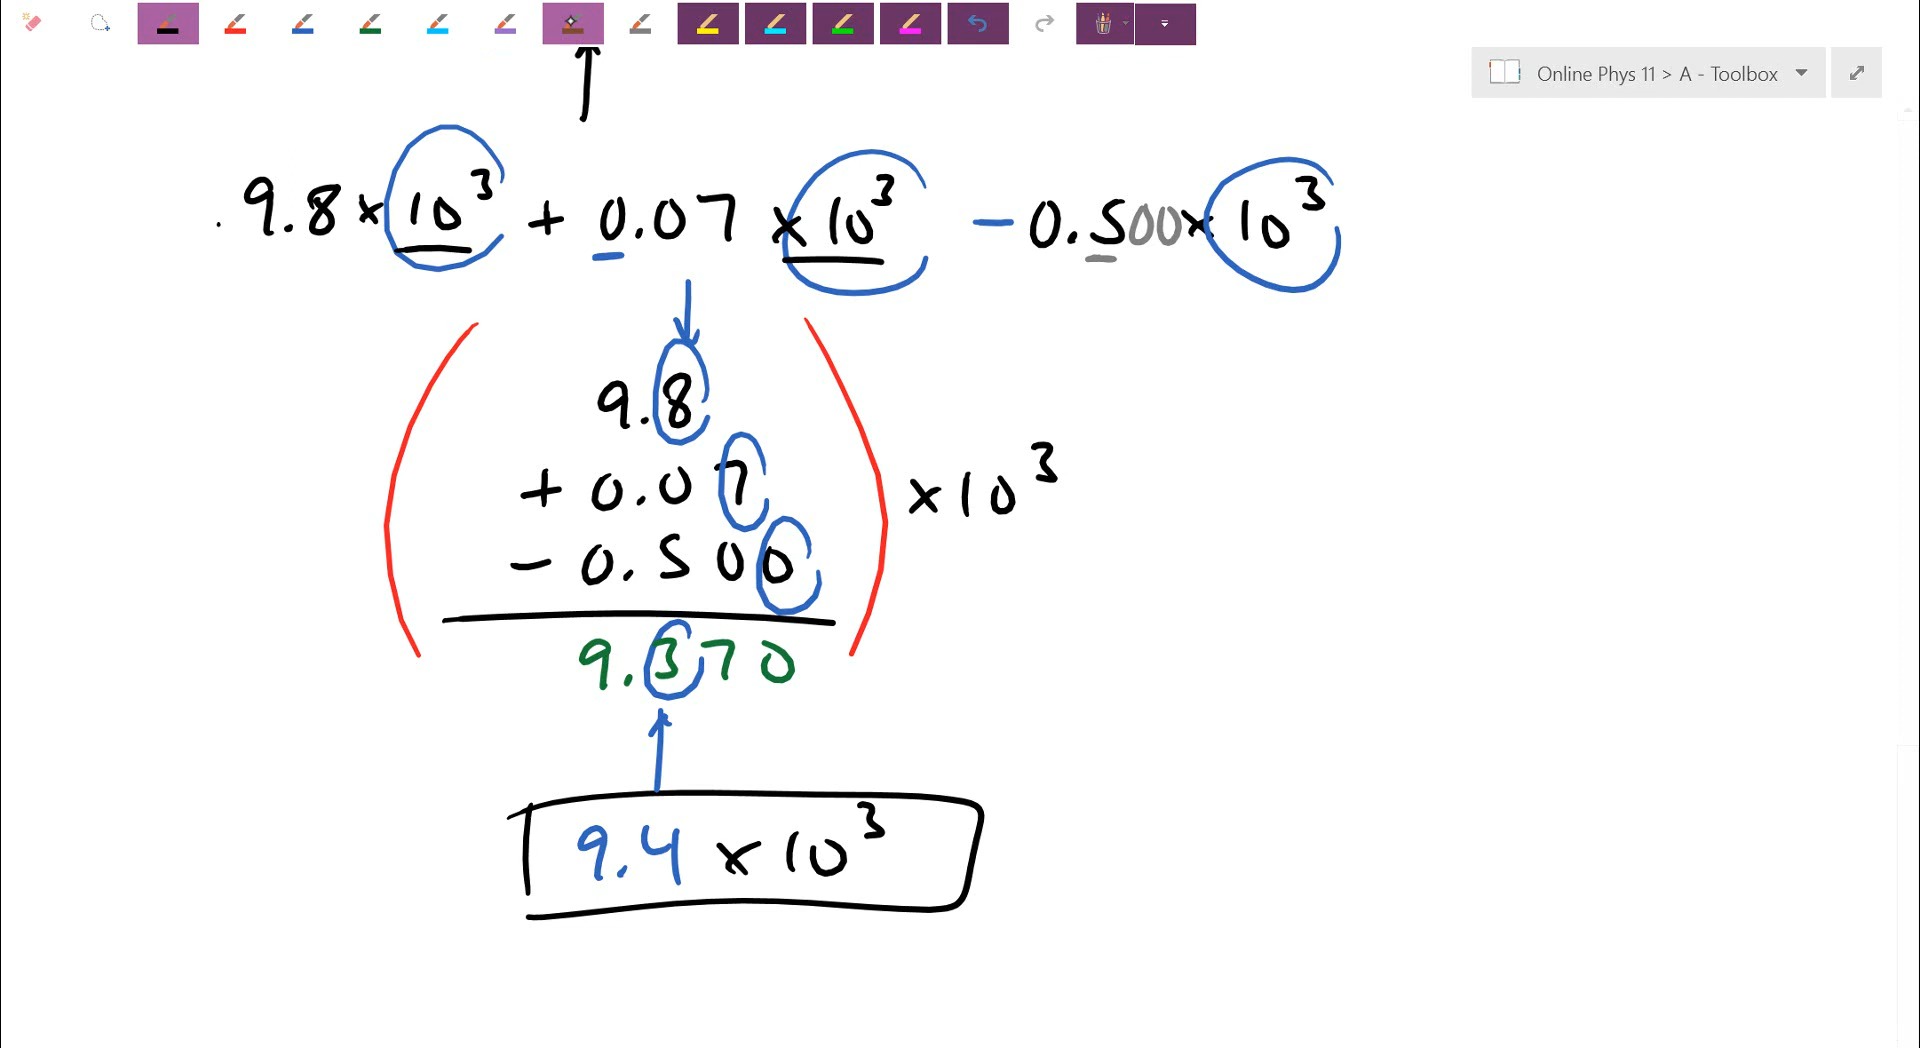 Online Phys 11 > A - Toolbox
.9.8 × 10³ + 0.07 × 10³ - 0.500 × 10³
9.8
+ 0.07
- 0.500
× 10³
9.370
9.4 × 10³